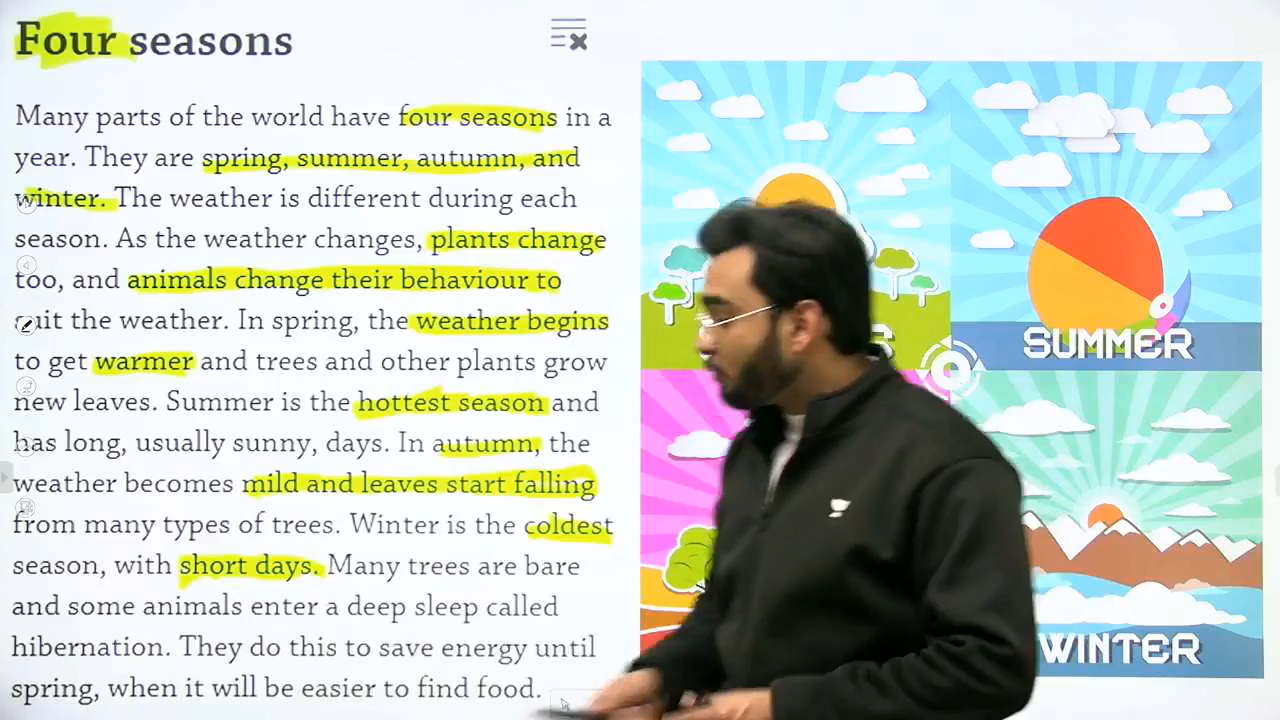 Four seasons
Many parts of the world have four seasons in a
year. They are spring, summer, autumn, and
winter. The weather is different during each
season. As the weather changes, plants change
too, and animals change their behaviour to
suit the weather. In spring, the weather begins
to get warmer and trees and other plants grow
new leaves. Summer is the hottest season and
has long, usually sunny, days. In autumn, the
weather becomes mild and leaves start falling
from many types of trees. Winter is the coldest
season, with short days. Many trees are bare
and some animals enter a deep sleep called
hibernation. They do this to save energy until
spring, when it will be easier to find food.
SUMMER
WINTER